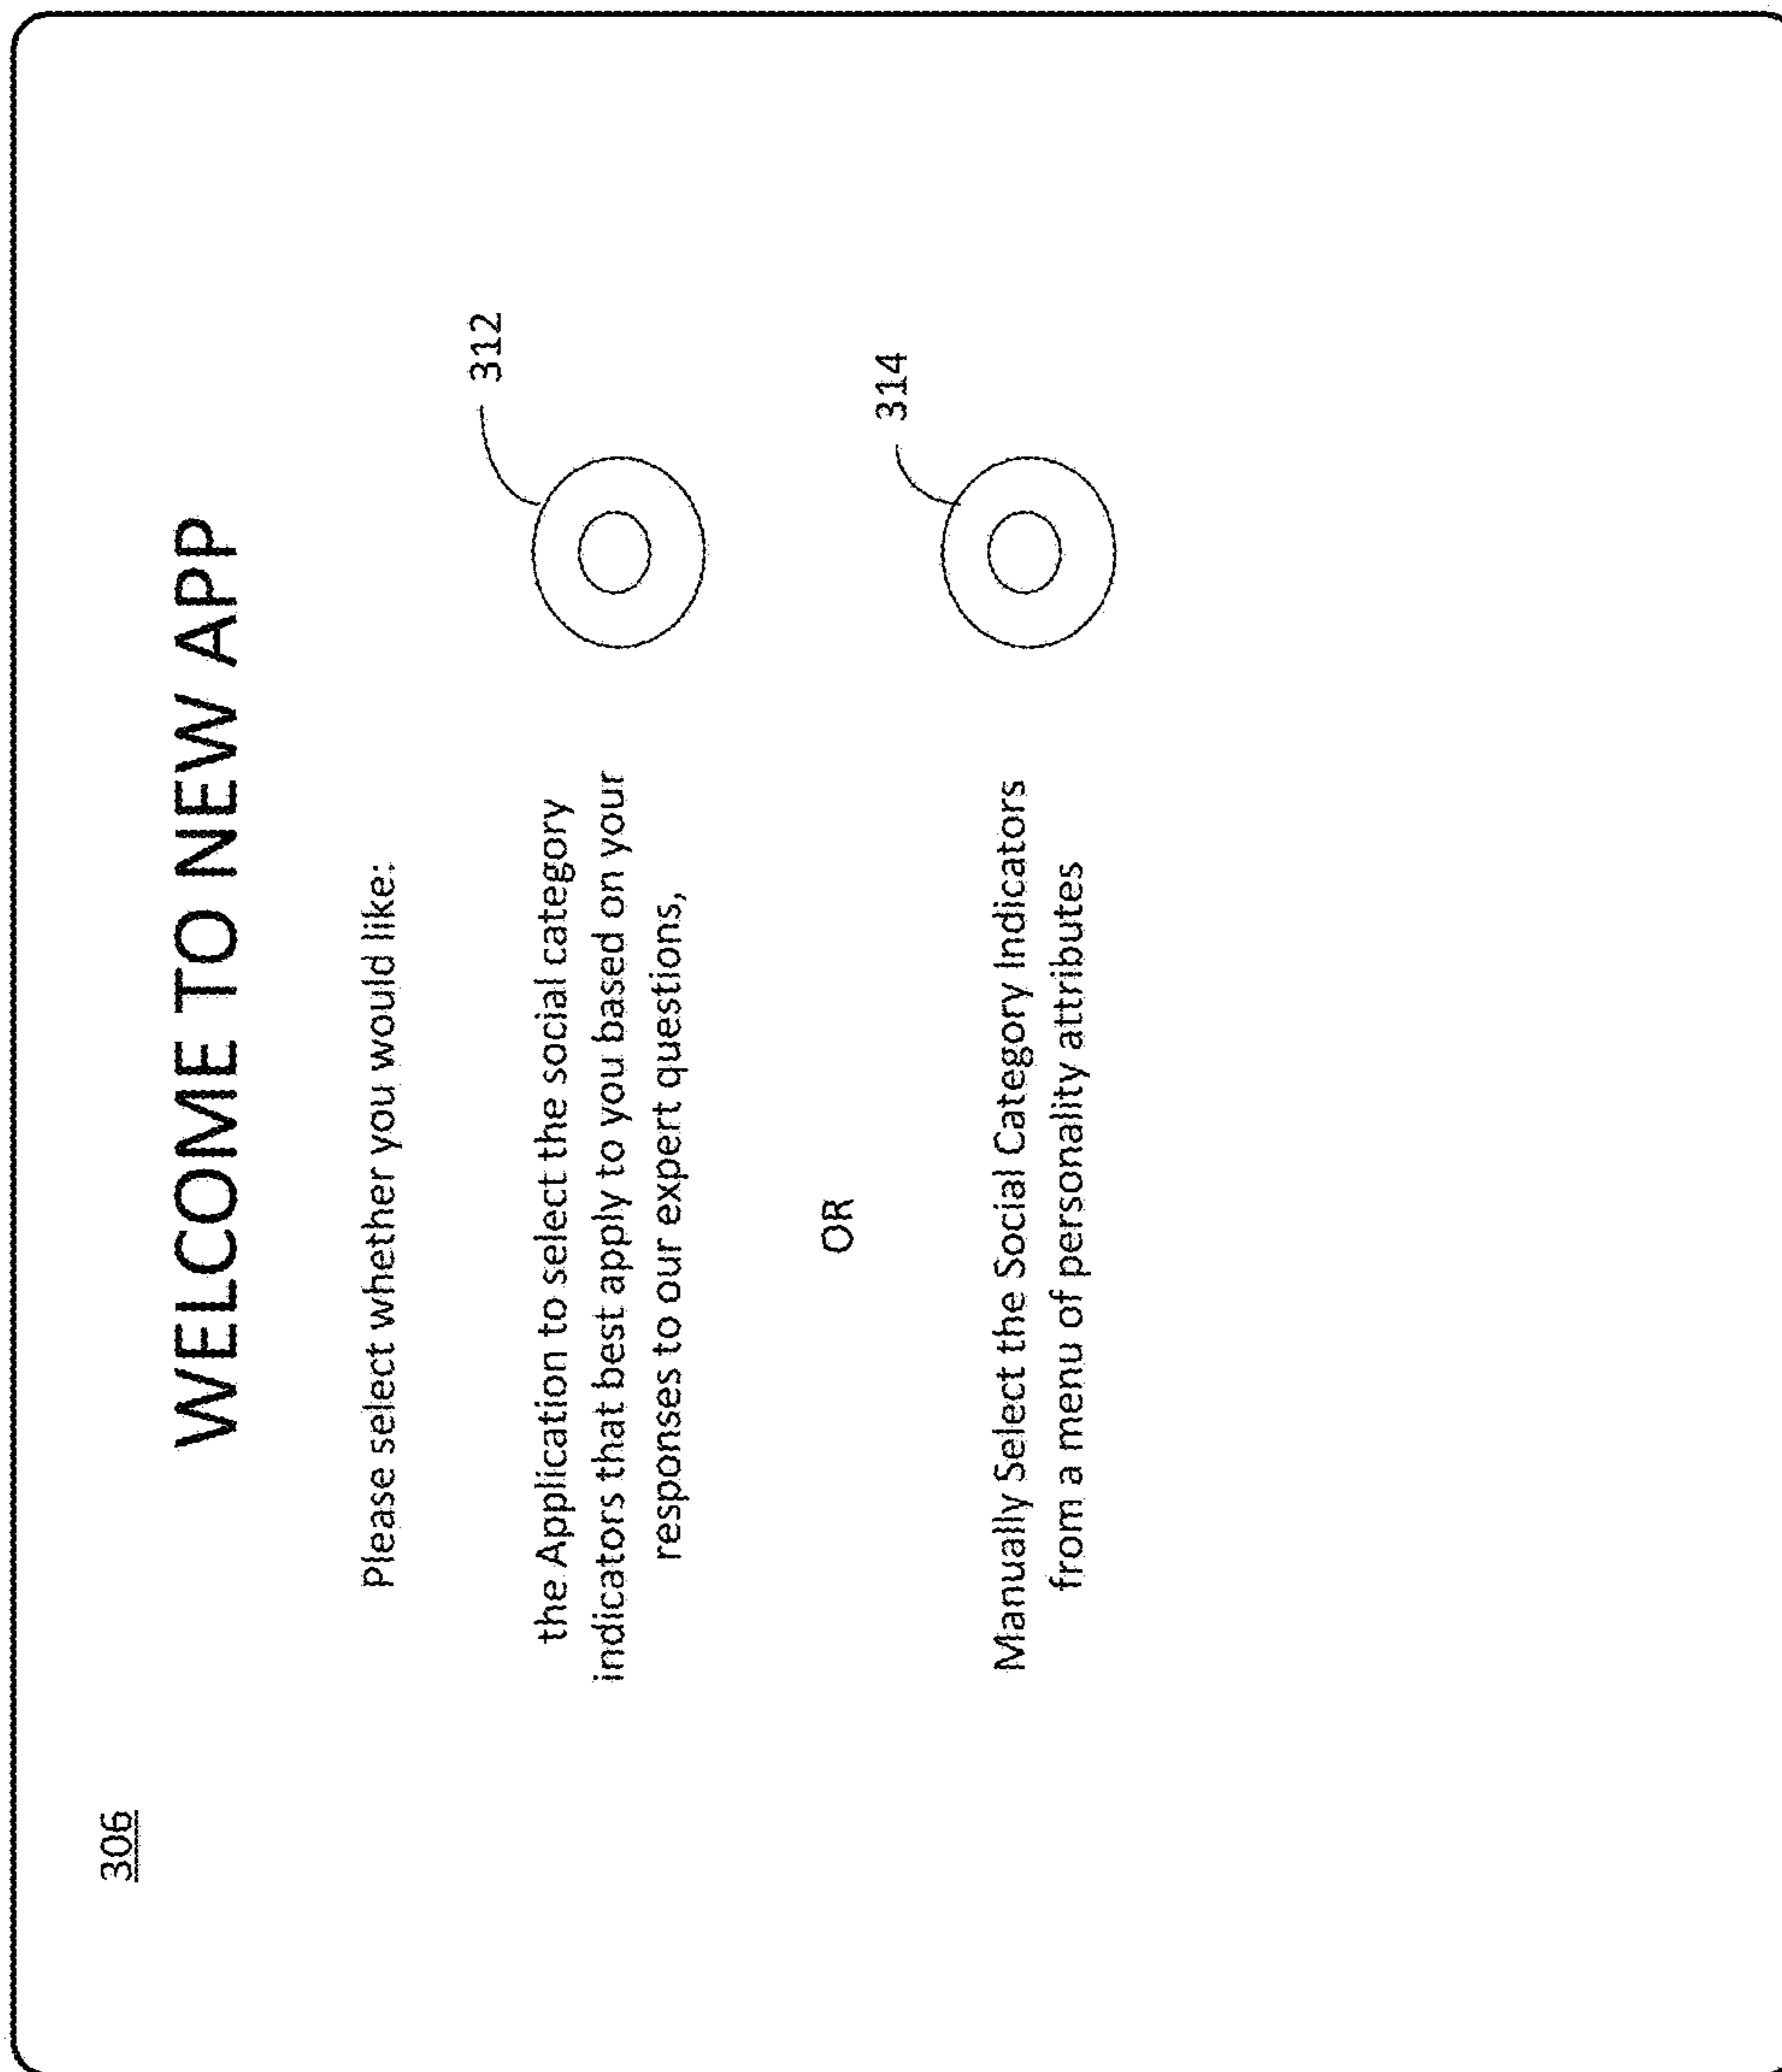 306
WELCOME TO NEW APP
Please select whether you would like:
312
the Application to select the social category
indicators that best apply to you based on your
responses to our expert questions,
OR
314
Manually Select the Social Category Indicators
from a menu of personality attributes